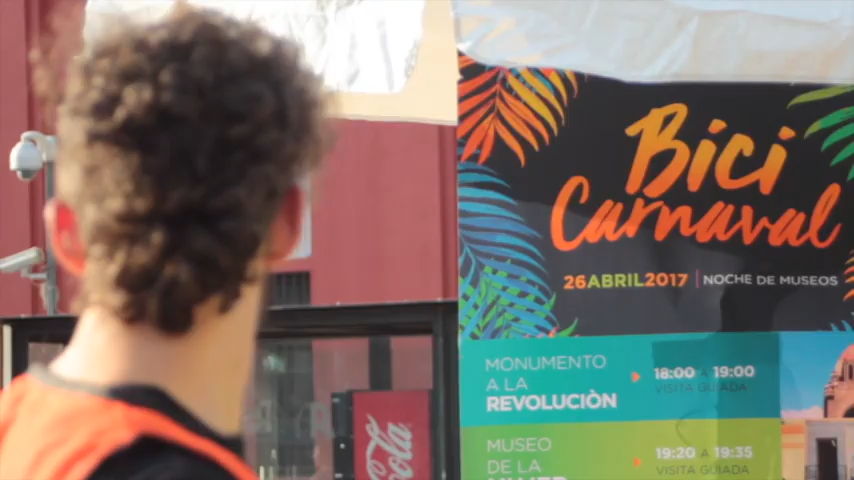 Bici
Carnaval
26ABRIL2017 | NOCHE DE MUSEOS
MONUMENTO
A LA
REVOLUCIÒN
18:00 A 19:00
VISITA GUIADA
MUSEO
DE LA
MUJER
19:20 A 19:35
VISITA GUIADA
Coca-Cola